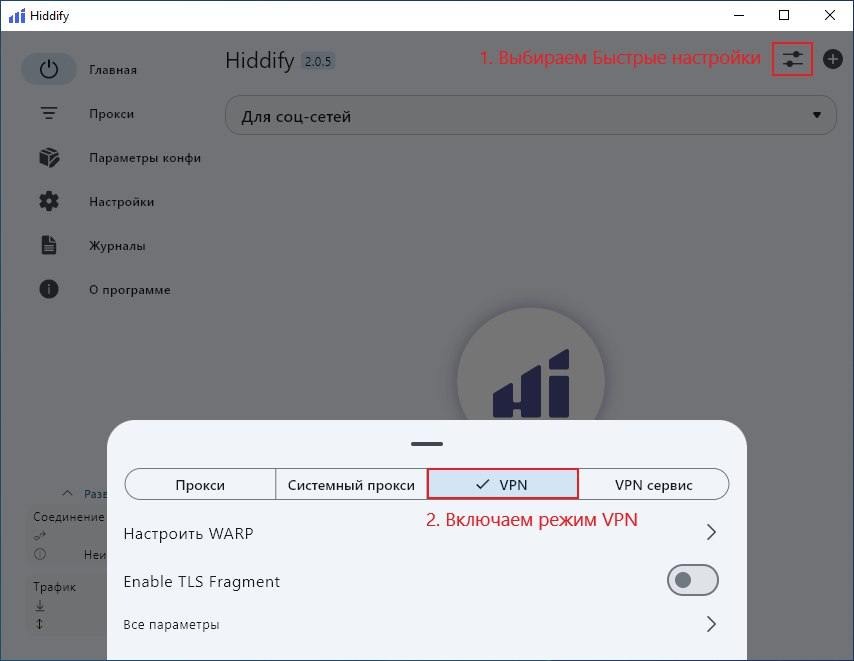 Hiddify
Hiddify 2.0.5
1. Выбираем Быстрые настройки
Главная
Прокси
Для соц-сетей
Параметры конфи
Настройки
Журналы
О программе
Hi
Прокси
Системный прокси
VPN
VPN сервис
2. Включаем режим VPN
Настроить WARP
Enable TLS Fragment
Все параметры
Разв
Соединение
Неи
Трафик